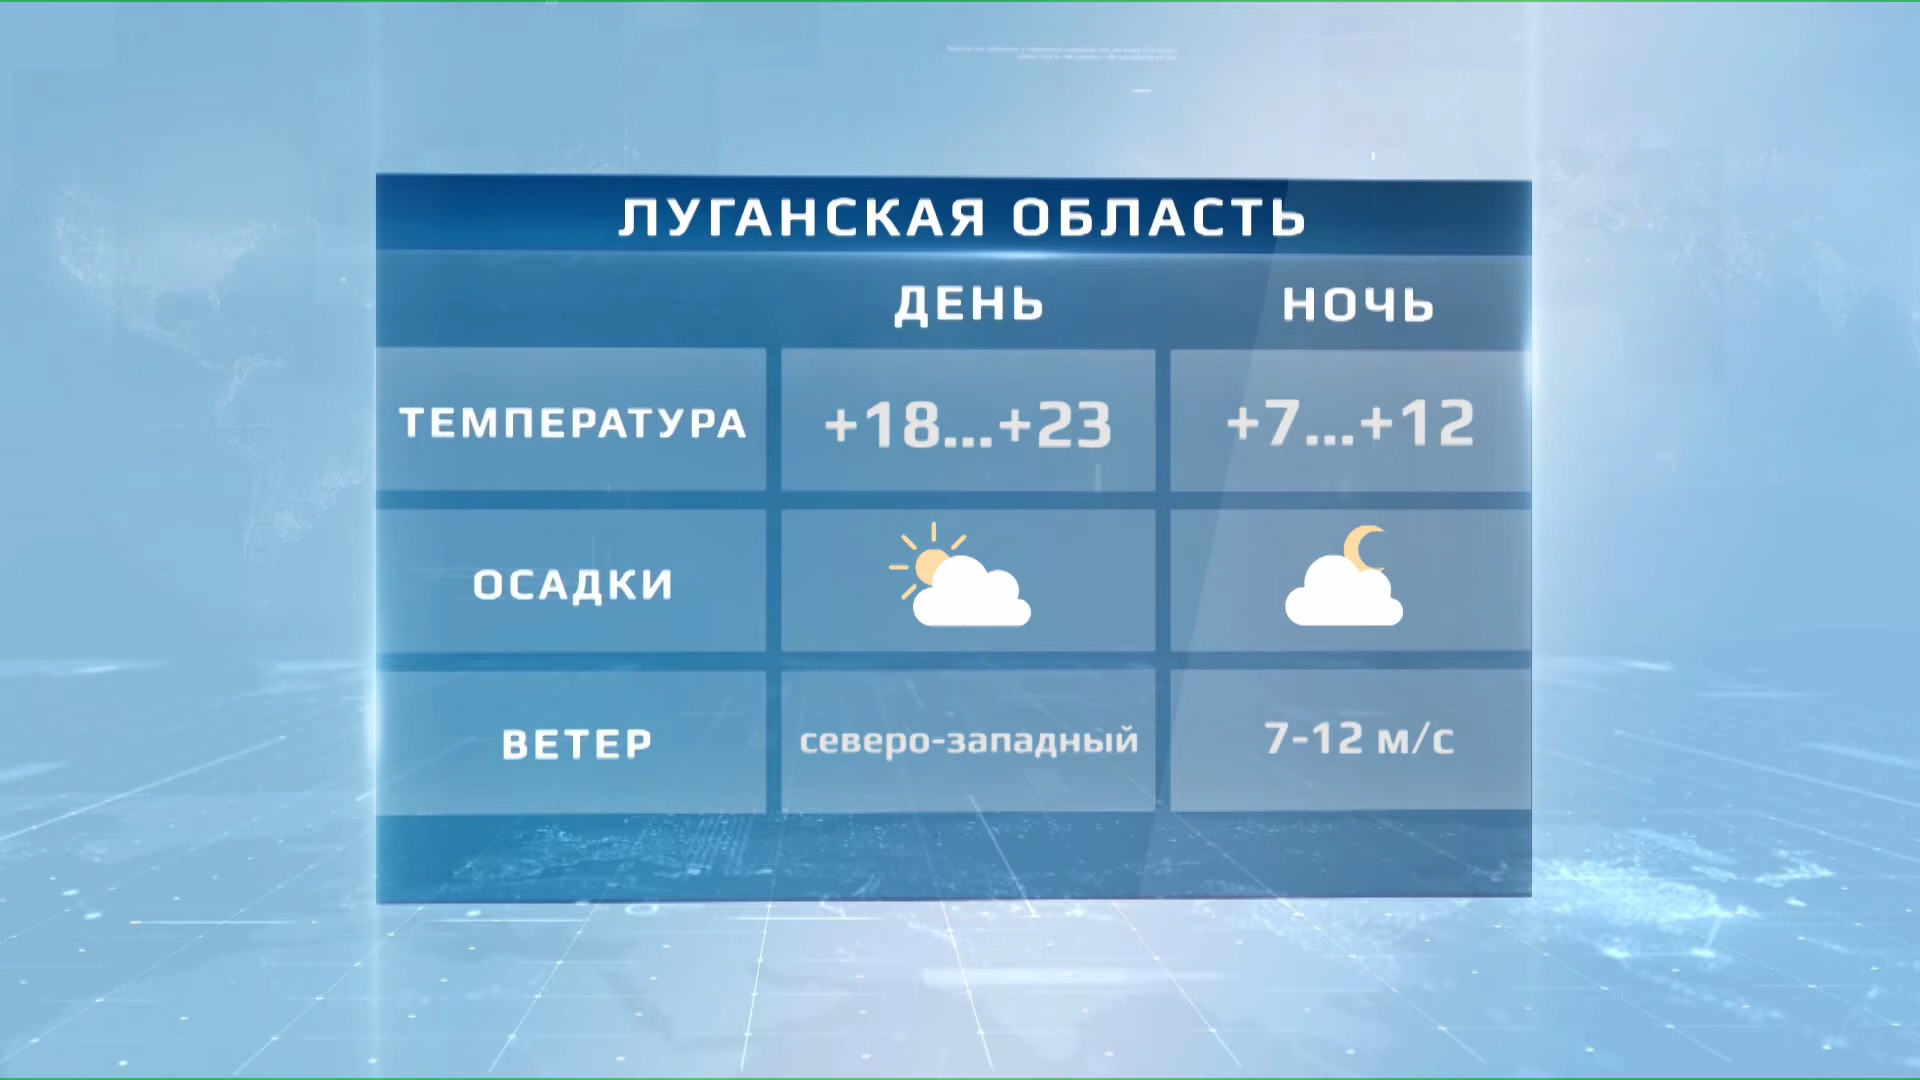 ЛУГАНСКАЯ ОБЛАСТЬ
ДЕНЬ НОЧЬ
ТЕМПЕРАТУРА +18...+23 +7...+12
ОСАДКИ
ВЕТЕР северо-западный 7-12 м/с